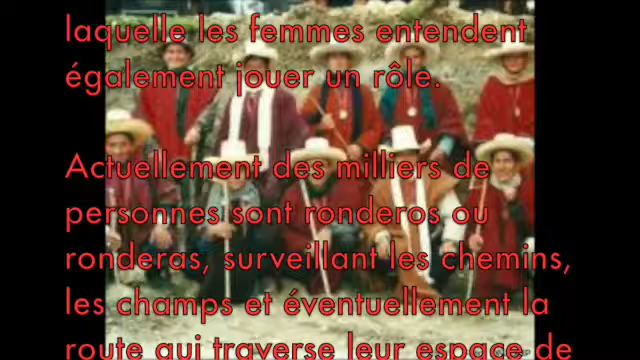 laquelle les femmes entendent
également jouer un rôle.
Actuellement des milliers de
personnes sont ronderos ou
ronderas, surveillant les chemins,
les champs et éventuellement la
route qui traverse leur espace de